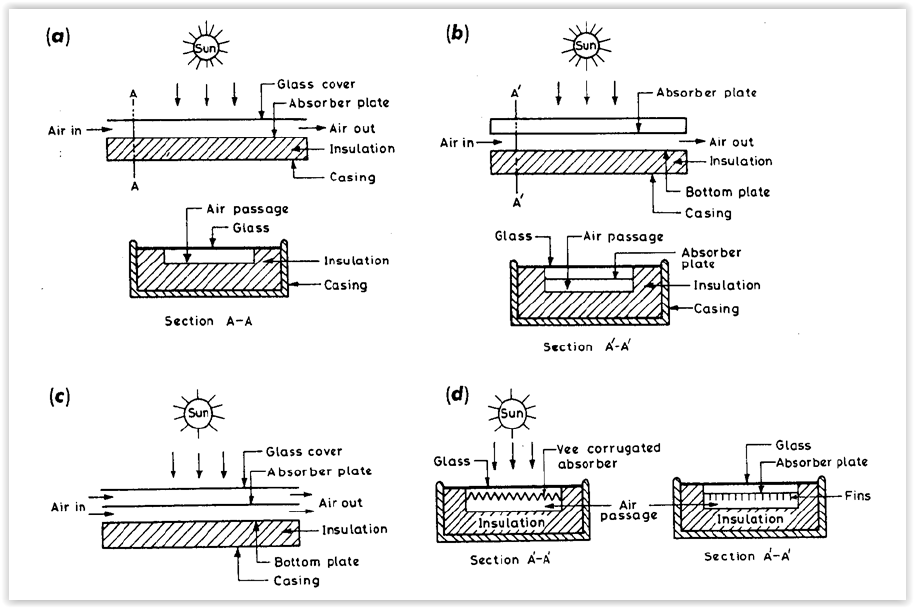 (a)
Sun
A
Glass cover
Absorber plate
Air in
Air out
Insulation
Casing
A
Air passage
Glass
Insulation
Casing
Section A-A
(b)
Sun
A'
Absorber plate
Air in
Air out
Insulation
Bottom plate
A'
Casing
Glass
Air passage
Absorber
plate
Insulation
Casing
Section A'-A'
(c)
Sun
Glass cover
Absorber plate
Air in
Air out
Insulation
Bottom plate
Casing
(d)
Sun
Glass
Vee corrugated
absorber
Air
passage
Insulation
Section A'-A'
Glass
Absorber plate
Fins
Insulation
Section A'-A'